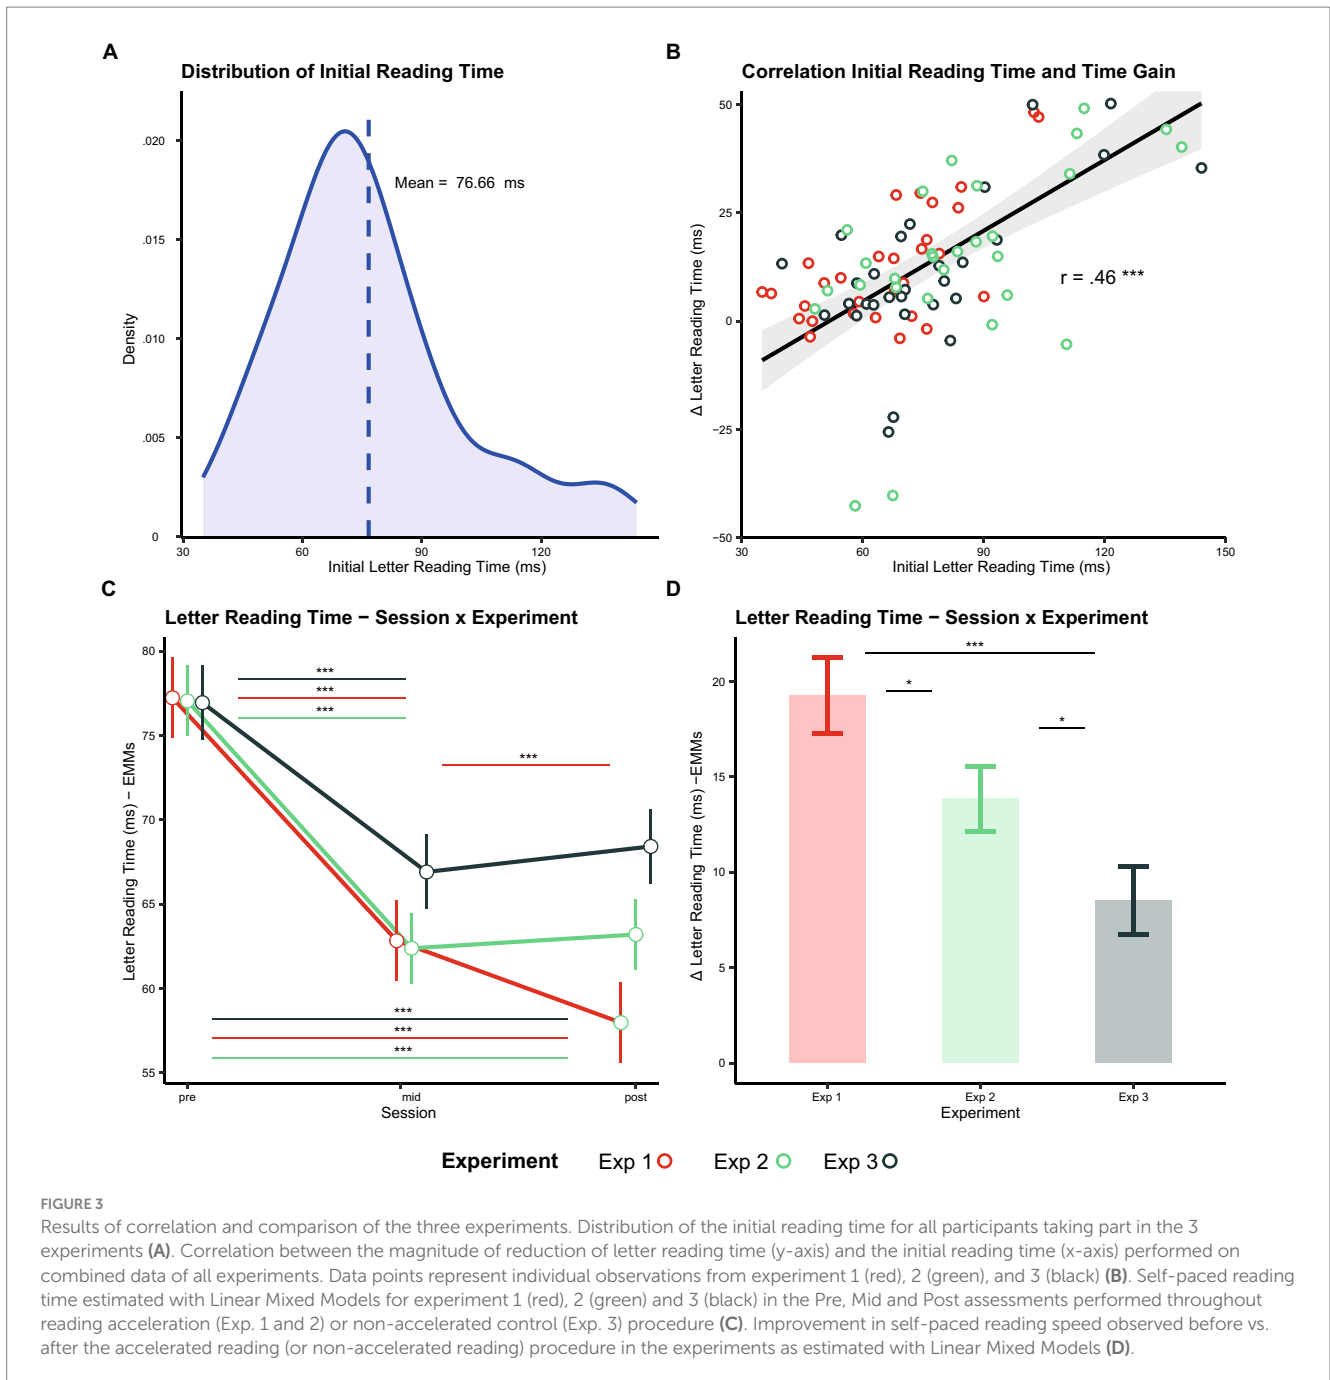 A
Distribution of Initial Reading Time
.020
.015
.010
.005
0
Density
Mean = 76.66 ms
30 60 90 120
Initial Letter Reading Time (ms)
B
Correlation Initial Reading Time and Time Gain
50
25
0
−25
−50
Δ Letter Reading Time (ms)
r = .46 ***
30 60 90 120 150
Initial Letter Reading Time (ms)
C
Letter Reading Time − Session x Experiment
80
75
70
65
60
55
Letter Reading Time (ms) − EMMs
***
***
***
***
***
***
***
pre mid post
Session
D
Letter Reading Time − Session x Experiment
20
15
10
5
0
Δ Letter Reading Time (ms) −EMMs
***
*
*
Exp 1 Exp 2 Exp 3
Experiment
Experiment Exp 1 Exp 2 Exp 3
FIGURE 3
Results of correlation and comparison of the three experiments. Distribution of the initial reading time for all participants taking part in the 3
experiments (A). Correlation between the magnitude of reduction of letter reading time (y-axis) and the initial reading time (x-axis) performed on
combined data of all experiments. Data points represent individual observations from experiment 1 (red), 2 (green), and 3 (black) (B). Self-paced reading
time estimated with Linear Mixed Models for experiment 1 (red), 2 (green) and 3 (black) in the Pre, Mid and Post assessments performed throughout
reading acceleration (Exp. 1 and 2) or non-accelerated control (Exp. 3) procedure (C). Improvement in self-paced reading speed observed before vs.
after the accelerated reading (or non-accelerated reading) procedure in the experiments as estimated with Linear Mixed Models (D).